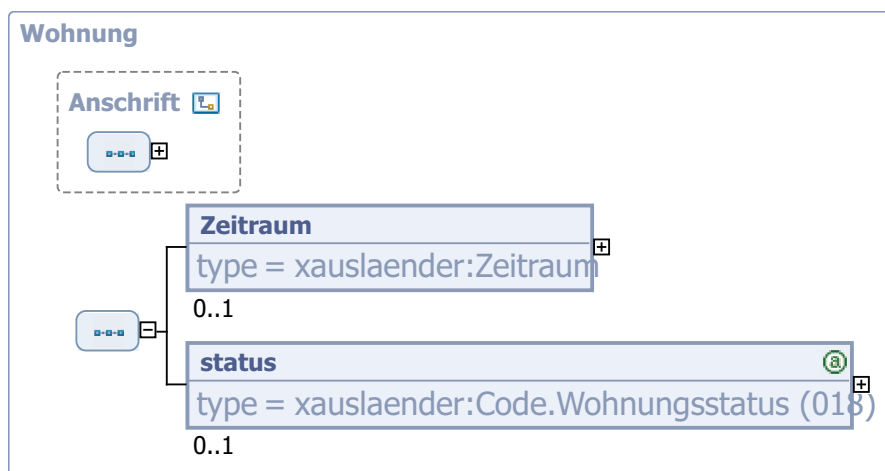 Wohnung
Anschrift
Zeitraum
type = xauslaender:Zeitraum
0..1
status
a
type = xauslaender:Code.Wohnungsstatus (018)
0..1